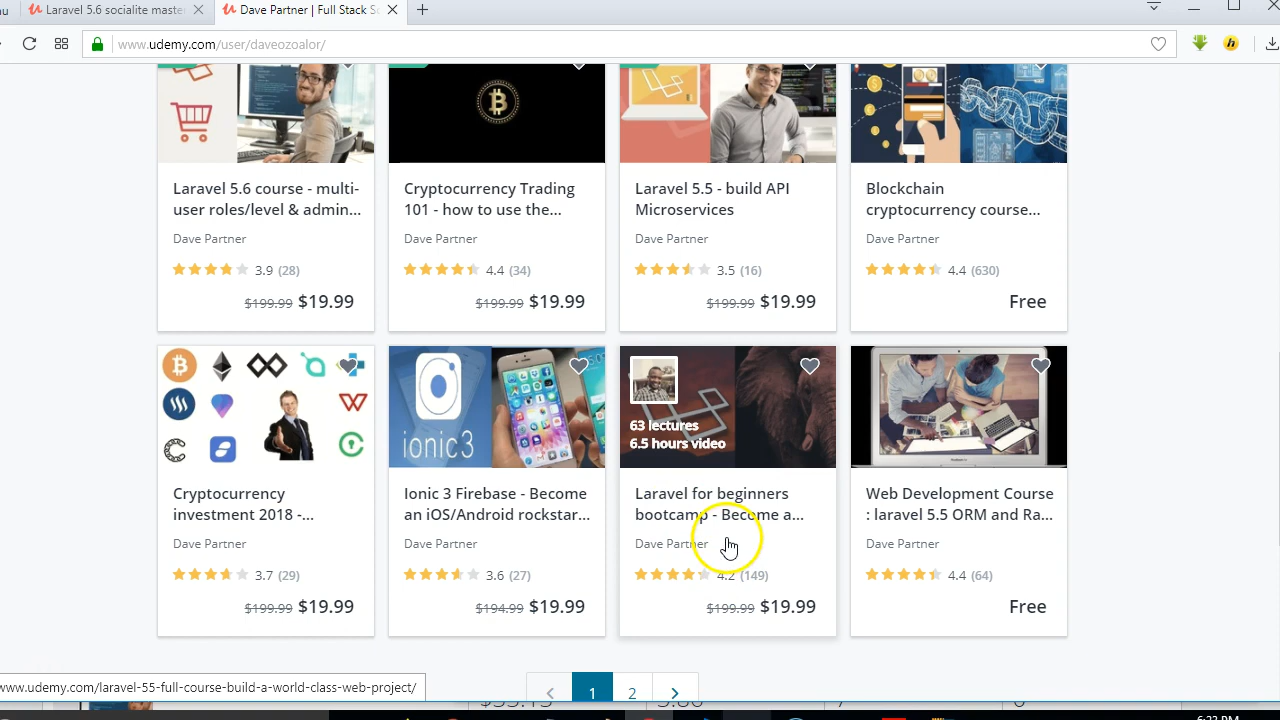 Laravel 5.6 socialite master
Dave Partner | Full Stack So
www.udemy.com/user/daveozoalor/
Laravel 5.6 course - multi-
user roles/level & admin...
Dave Partner
3.9 (28)
$199.99 $19.99
Cryptocurrency Trading
101 - how to use the...
Dave Partner
4.4 (34)
$199.99 $19.99
Laravel 5.5 - build API
Microservices
Dave Partner
3.5 (16)
$199.99 $19.99
Blockchain
cryptocurrency course...
Dave Partner
4.4 (630)
Free
Cryptocurrency
investment 2018 -...
Dave Partner
3.7 (29)
$199.99 $19.99
ionic 3
Ionic 3 Firebase - Become
an iOS/Android rockstar...
Dave Partner
3.6 (27)
$194.99 $19.99
63 lectures
6.5 hours video
Laravel for beginners
bootcamp - Become a...
Dave Partner
4.2 (149)
$199.99 $19.99
Web Development Course
: laravel 5.5 ORM and Ra...
Dave Partner
4.4 (64)
Free
www.udemy.com/laravel-55-full-course-build-a-world-class-web-project/
1
2